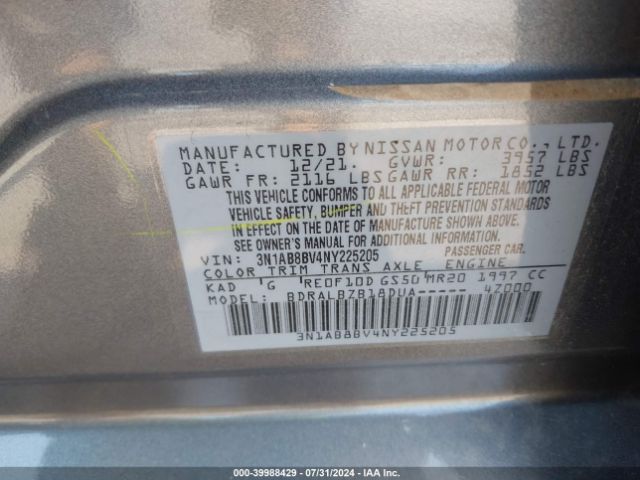 MANUFACTURED BY NISSAN MOTOR CO., LTD.
DATE: 12/21. GVWR: 3957 LBS
GAWR FR: 2116 LBS GAWR RR: 1852 LBS
THIS VEHICLE CONFORMS TO ALL APPLICABLE FEDERAL MOTOR
VEHICLE SAFETY, BUMPER AND THEFT PREVENTION STANDARDS
IN EFFECT ON THE DATE OF MANUFACTURE SHOWN ABOVE.
SEE OWNER'S MANUAL FOR ADDITIONAL INFORMATION.
VIN: 3N1AB8BV4NY225205 PASSENGER CAR.
COLOR TRIM TRANS AXLE ENGINE
KAD G RE0F10D GS50 MR20 1997 CC
MODEL: BDRALBZB18DUA----- 4Z000
3N1AB8BV4NY225205
000-39988429 - 07/31/2024 - IAA Inc.